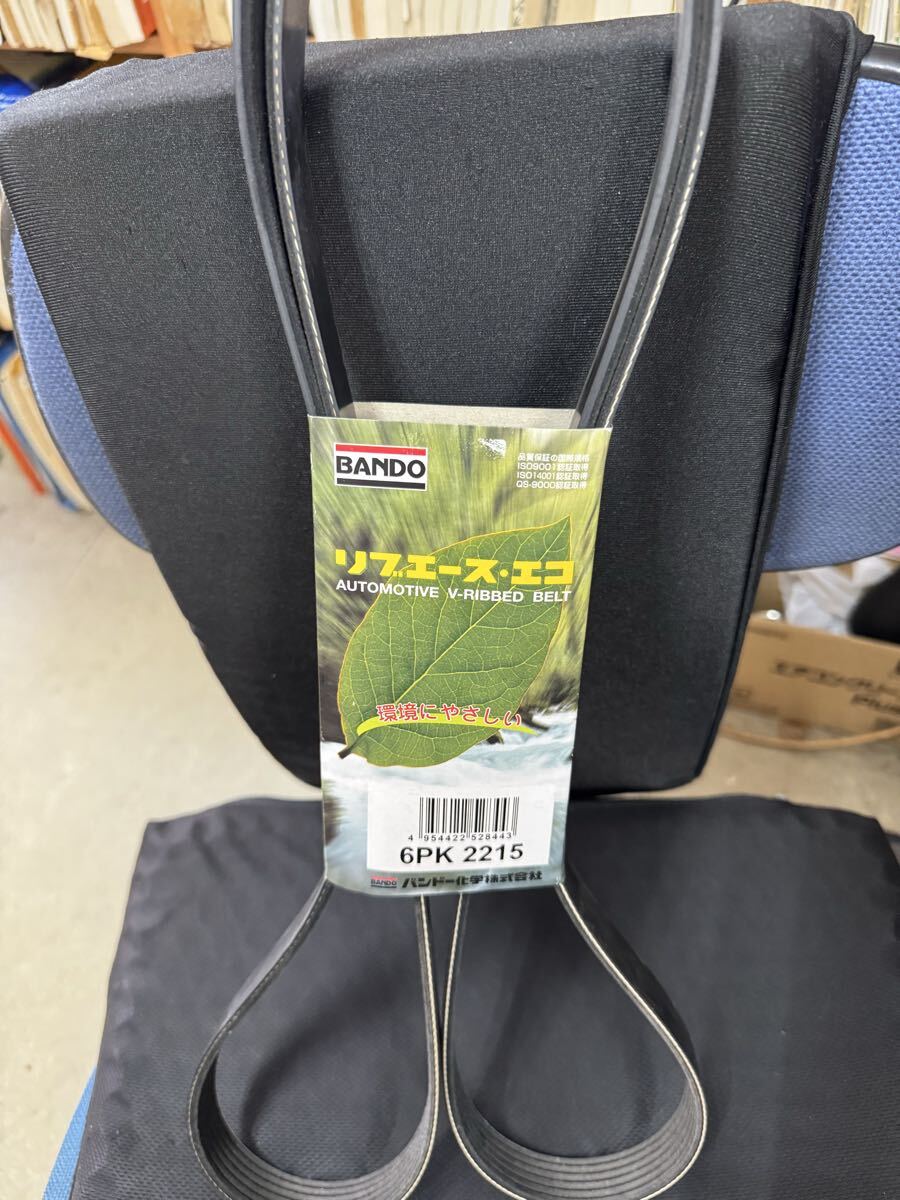 BANDO
品質保証の国際規格
ISO9001認証取得
ISO14001認証取得
QS-9000認証取得
リブエース・エコ
AUTOMOTIVE V-RIBBED BELT
環境にやさしい
4 954422 528443
6PK 2215
BANDO バンドー化学株式会社